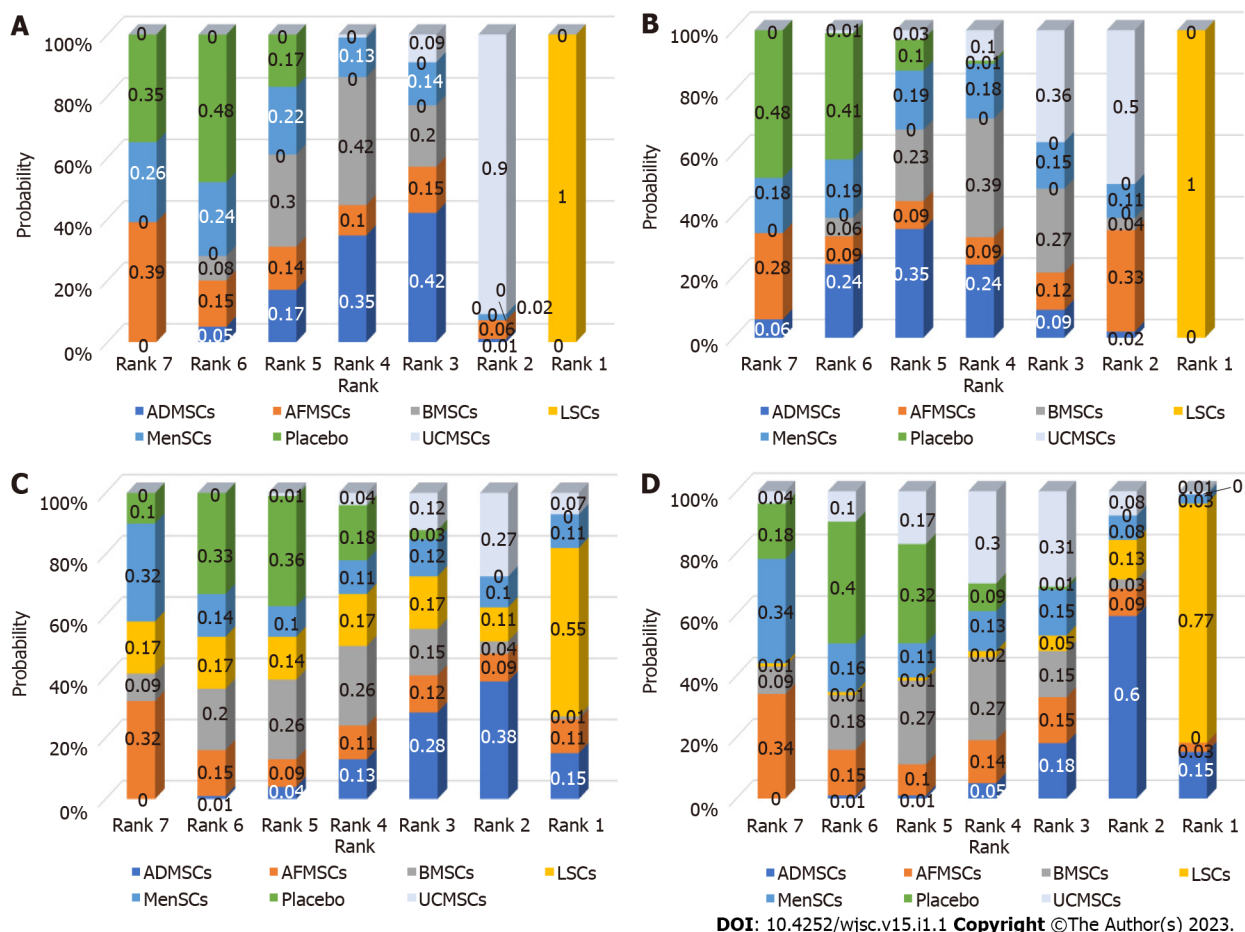 A
Probability
100%
80%
60%
40%
20%
0%
0 0 0 0 0.09 0
0.35 0.48 0.17 0.13 0 0.14
0.26 0.24 0.22 0 0.42 0.2 0.9 1
0 0 0 0.3
0.39 0.08 0.14 0.1 0.15 0 0.02
0.15 0.17 0.35 0.42 0 0 0.06
0 0.05 0.01 0
Rank 7 Rank 6 Rank 5 Rank 4 Rank 3 Rank 2 Rank 1
Rank
ADMSCs AFMSCs BMSCs LSCs
MenSCs Placebo UCMSCs
B
Probability
100%
80%
60%
40%
20%
0%
0 0.01 0.03 0.1 0
0.48 0.41 0.1 0.01 0.36 0.5
0.18 0.19 0.19 0.18 0 0.15 0 0.11 1
0 0 0 0.39 0 0
0.28 0.06 0.23 0.27 0.04
0.09 0.09 0.09 0.12 0.33
0.06 0.24 0.35 0.24 0.09 0.02 0
Rank 7 Rank 6 Rank 5 Rank 4 Rank 3 Rank 2 Rank 1
Rank
ADMSCs AFMSCs BMSCs LSCs
MenSCs Placebo UCMSCs
C
Probability
100%
80%
60%
40%
20%
0%
0 0 0.01 0.04 0.12 0.27 0.07
0.1 0.33 0.36 0.18 0.03 0 0
0.32 0.14 0.1 0.11 0.12 0.1 0.11
0.17 0.17 0.14 0.17 0.17 0.11 0.55
0.09 0.2 0.26 0.26 0.15 0.04 0.01
0.32 0.15 0.09 0.11 0.12 0.09 0.11
0 0.01 0.04 0.13 0.28 0.38 0.15
Rank 7 Rank 6 Rank 5 Rank 4 Rank 3 Rank 2 Rank 1
Rank
ADMSCs AFMSCs BMSCs LSCs
MenSCs Placebo UCMSCs
D
Probability
100%
80%
60%
40%
20%
0%
0.04 0.1 0.17 0.3 0.31 0.08 0.01 0
0.18 0.4 0.32 0.09 0.01 0 0.03
0.34 0.16 0.11 0.13 0.15 0.08
0.01 0.01 0.01 0.02 0.05 0.13 0.77
0.09 0.18 0.27 0.27 0.15 0.03 0
0.34 0.15 0.1 0.14 0.15 0.09 0.03
0 0.01 0.01 0.05 0.18 0.6 0.15
Rank 7 Rank 6 Rank 5 Rank 4 Rank 3 Rank 2 Rank 1
Rank
ADMSCs AFMSCs BMSCs LSCs
MenSCs Placebo UCMSCs
DOI: 10.4252/wjsc.v15.i1.1 Copyright ©The Author(s) 2023.